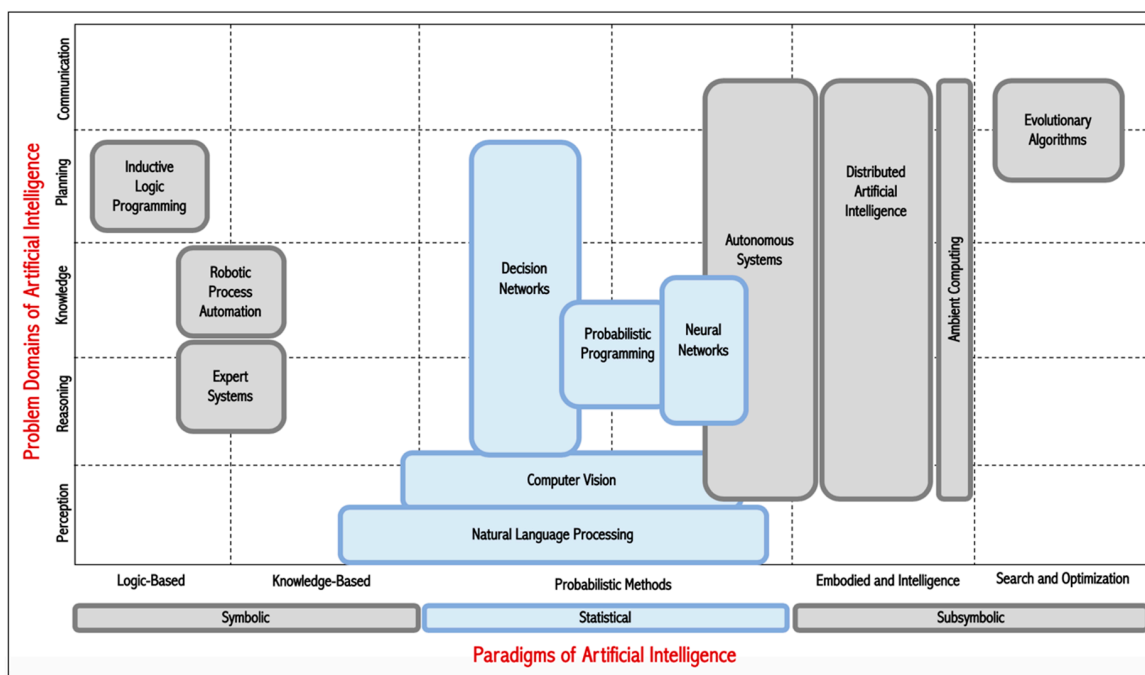 Problem Domains of Artificial Intelligence
Communication
Planning
Knowledge
Reasoning
Perception
Inductive
Logic
Programming
Robotic
Process
Automation
Expert
Systems
Decision
Networks
Probabilistic
Programming
Neural
Networks
Computer Vision
Natural Language Processing
Autonomous
Systems
Distributed
Artificial
Intelligence
Ambient Computing
Evolutionary
Algorithms
Logic-Based
Knowledge-Based
Probabilistic Methods
Embodied and Intelligence
Search and Optimization
Symbolic
Statistical
Subsymbolic
Paradigms of Artificial Intelligence